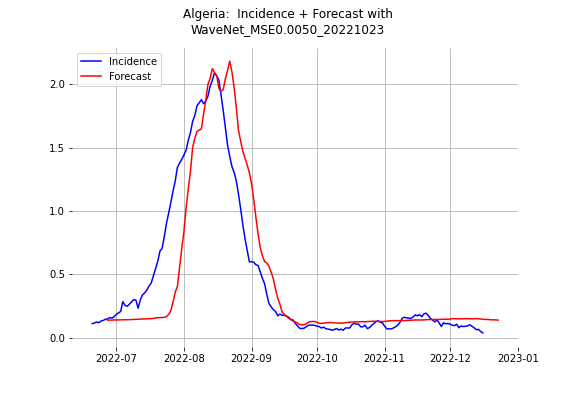 Algeria:  Incidence + Forecast with
WaveNet_MSE0.0050_20221023
Incidence
Forecast
2.0
1.5
1.0
0.5
0.0
2022-07 2022-08 2022-09 2022-10 2022-11 2022-12 2023-01